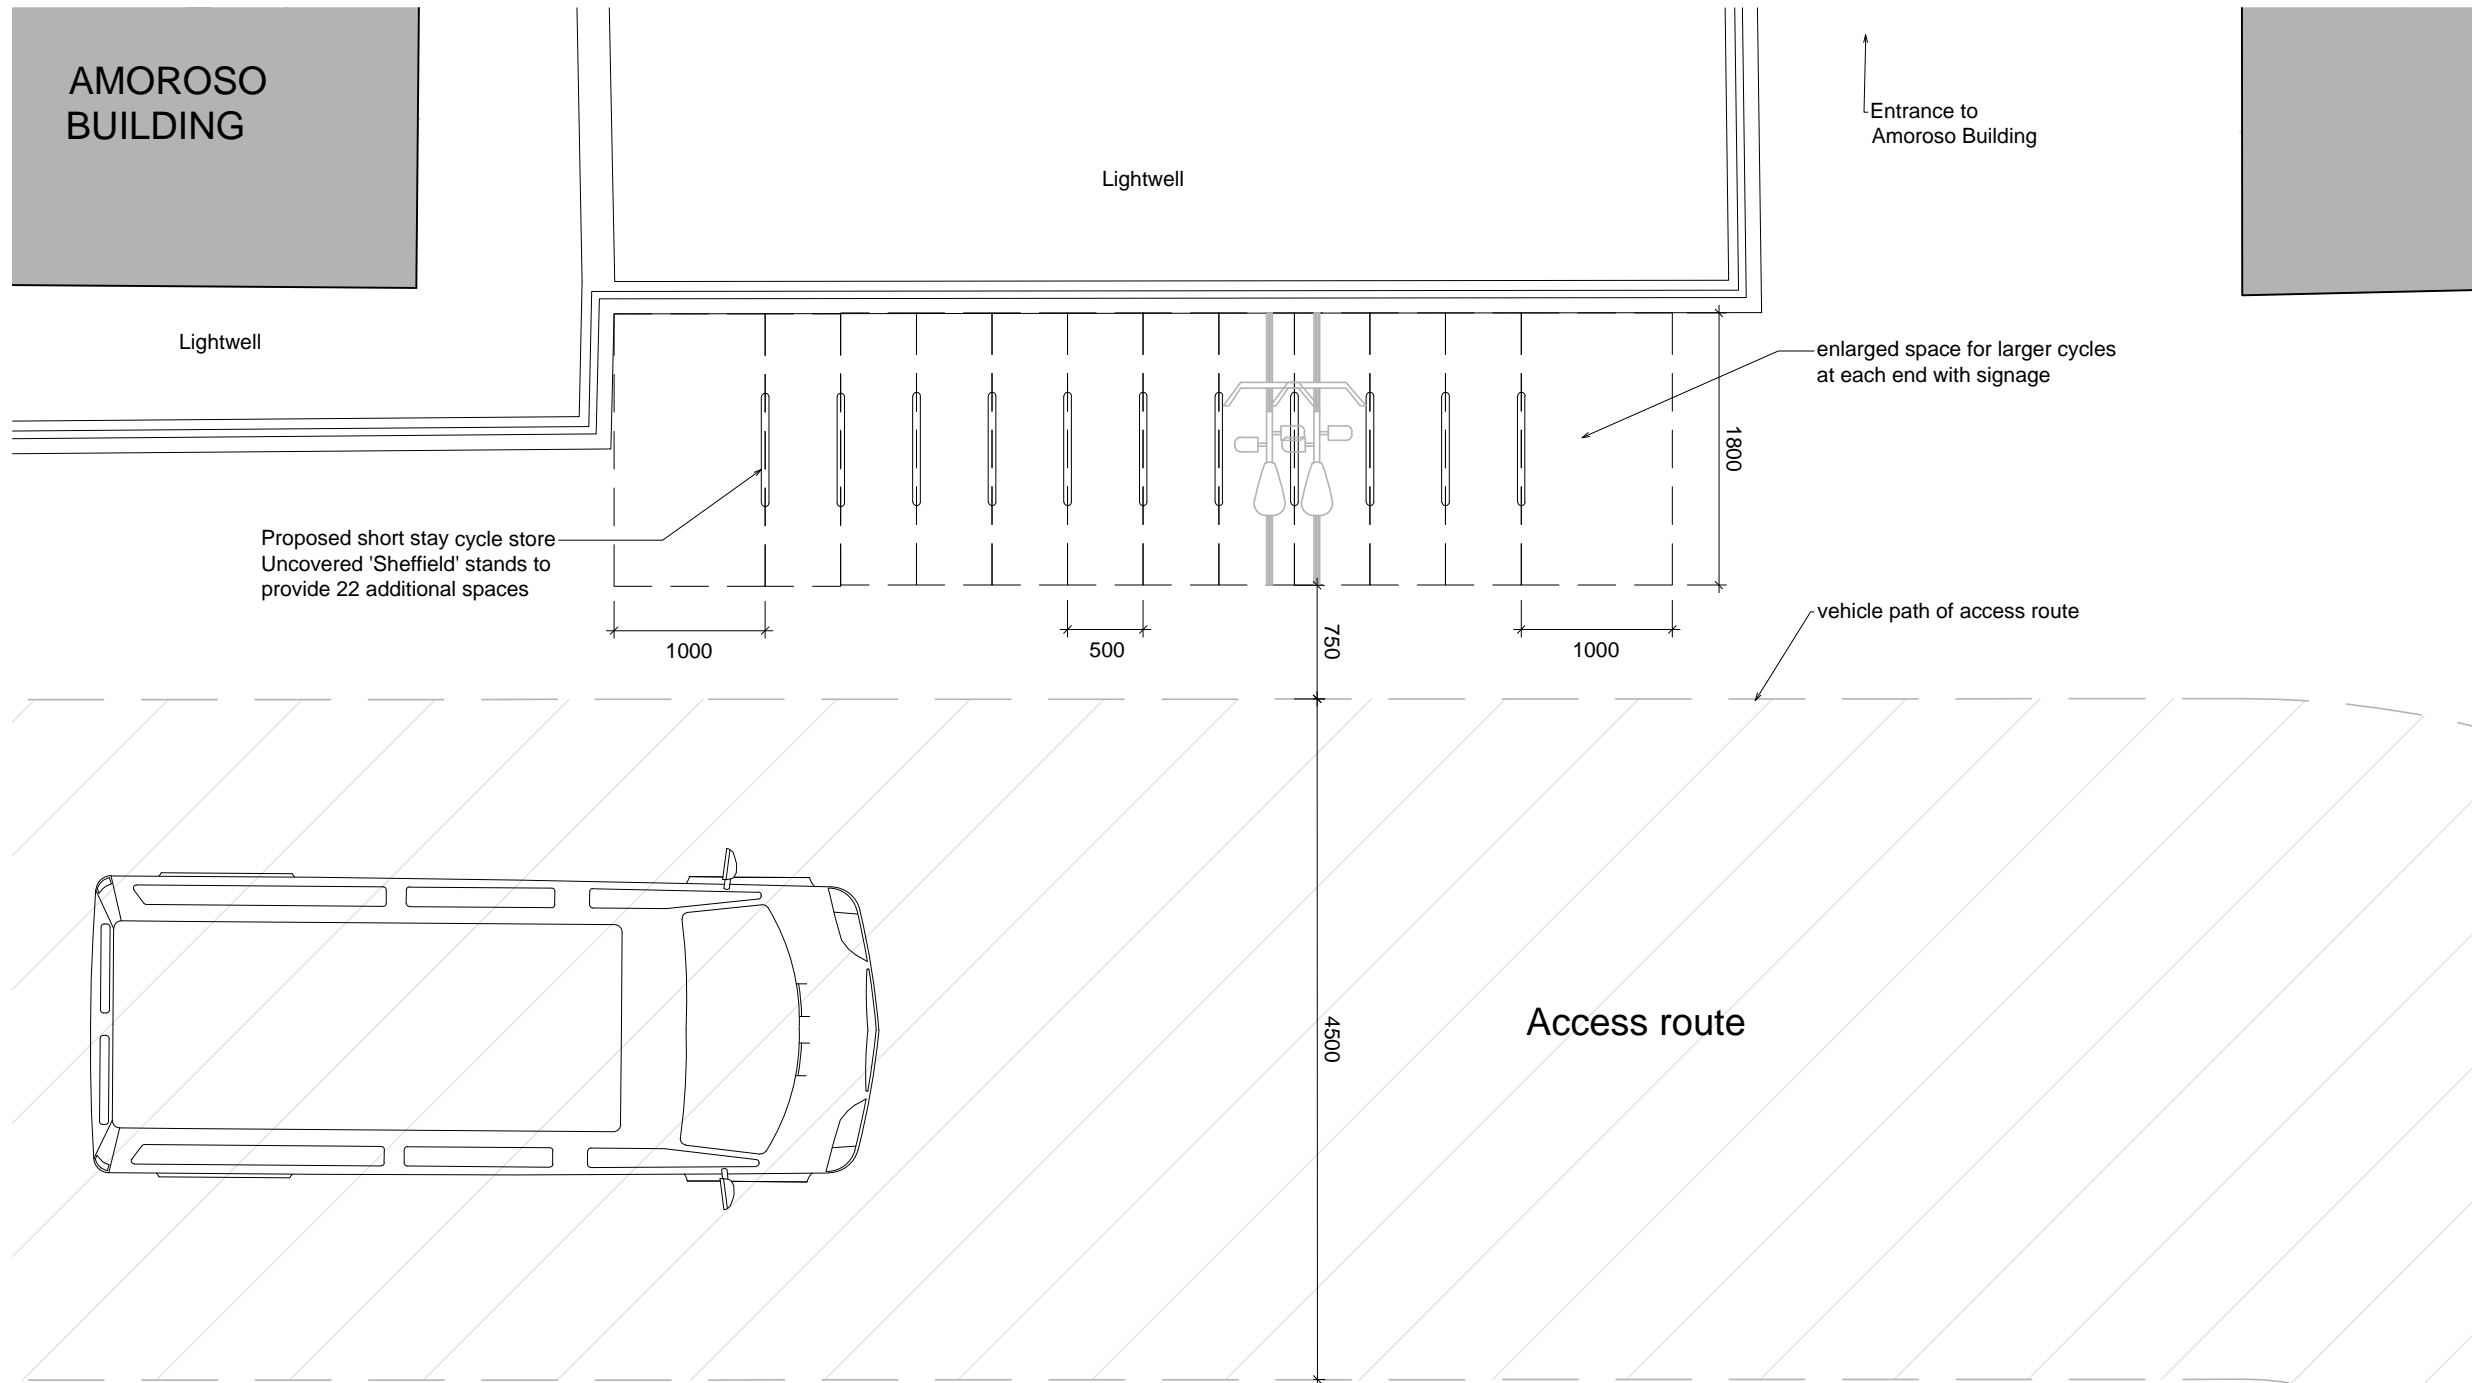 AMOROSO
BUILDING
Lightwell
Entrance to
Amoroso Building
Lightwell
enlarged space for larger cycles
at each end with signage
1800
Proposed short stay cycle store
Uncovered 'Sheffield' stands to
provide 22 additional spaces
vehicle path of access route
1000
500
750
1000
Access route
4500